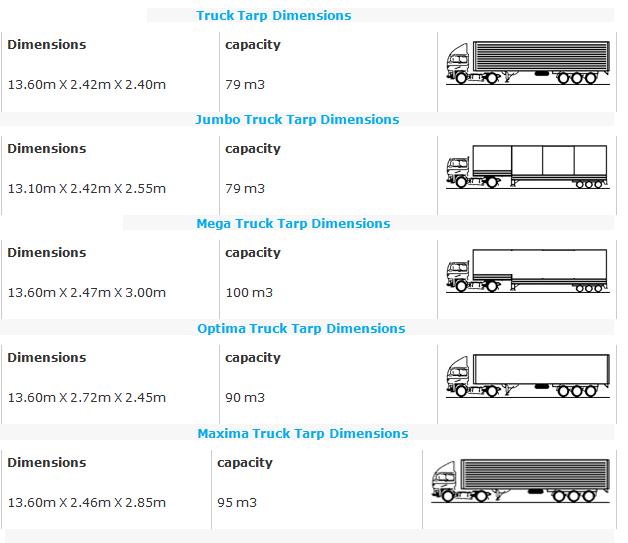 Truck Tarp Dimensions
Dimensions capacity
13.60m X 2.42m X 2.40m 79 m3
Jumbo Truck Tarp Dimensions
Dimensions capacity
13.10m X 2.42m X 2.55m 79 m3
Mega Truck Tarp Dimensions
Dimensions capacity
13.60m X 2.47m X 3.00m 100 m3
Optima Truck Tarp Dimensions
Dimensions capacity
13.60m X 2.72m X 2.45m 90 m3
Maxima Truck Tarp Dimensions
Dimensions capacity
13.60m X 2.46m X 2.85m 95 m3